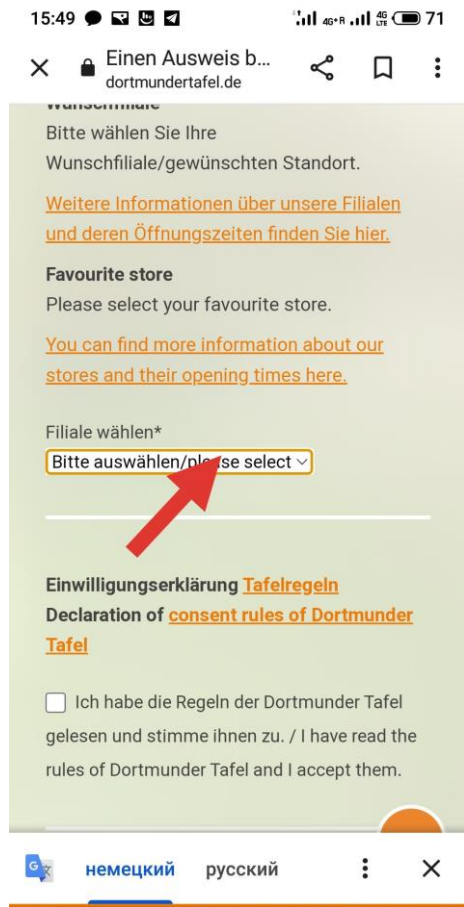 15:49 4G+R 4G LTE 71
Einen Ausweis b...
dortmundertafel.de
Wunschfiliale
Bitte wählen Sie Ihre
Wunschfiliale/gewünschten Standort.
Weitere Informationen über unsere Filialen
und deren Öffnungszeiten finden Sie hier.
Favourite store
Please select your favourite store.
You can find more information about our
stores and their opening times here.
Filiale wählen*
Bitte auswählen/please select
Einwilligungserklärung Tafelregeln
Declaration of consent rules of Dortmunder
Tafel
Ich habe die Regeln der Dortmunder Tafel
gelesen und stimme ihnen zu. / I have read the
rules of Dortmunder Tafel and I accept them.
немецкий русский